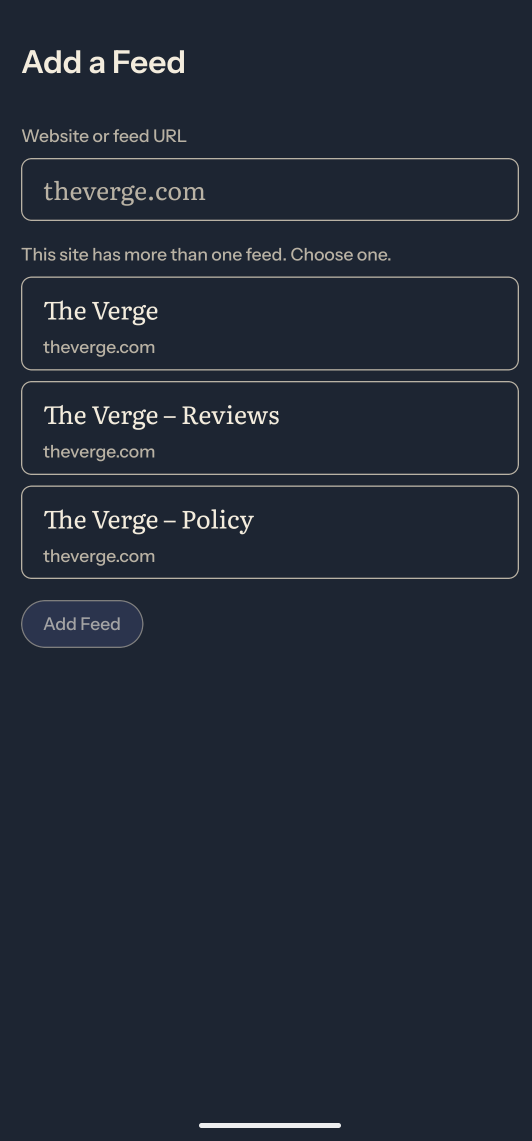 Add a Feed
Website or feed URL
theverge.com
This site has more than one feed. Choose one.
The Verge
theverge.com
The Verge – Reviews
theverge.com
The Verge – Policy
theverge.com
Add Feed